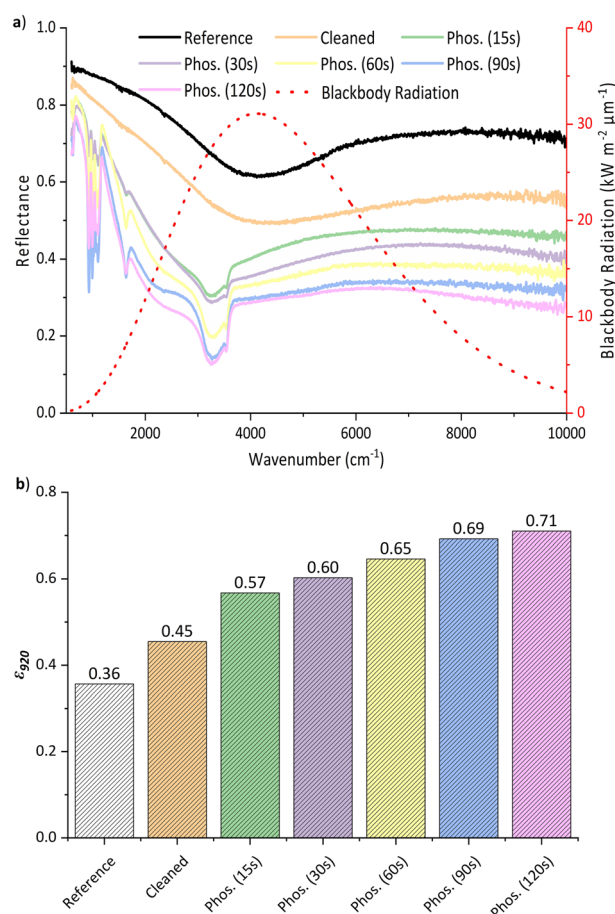 a)
Reference
Cleaned
Phos. (15s)
Phos. (30s)
Phos. (60s)
Phos. (90s)
Phos. (120s)
Blackbody Radiation
1.0
0.8
0.6
0.4
0.2
0.0
Reflectance
40
35
30
25
20
15
10
5
0
Blackbody Radiation (kW m⁻² μm⁻¹)
2000 4000 6000 8000 10000
Wavenumber (cm⁻¹)
b)
0.8
0.6
0.4
0.2
0.0
ε₉₂₀
0.36
0.45
0.57
0.60
0.65
0.69
0.71
Reference
Cleaned
Phos. (15s)
Phos. (30s)
Phos. (60s)
Phos. (90s)
Phos. (120s)